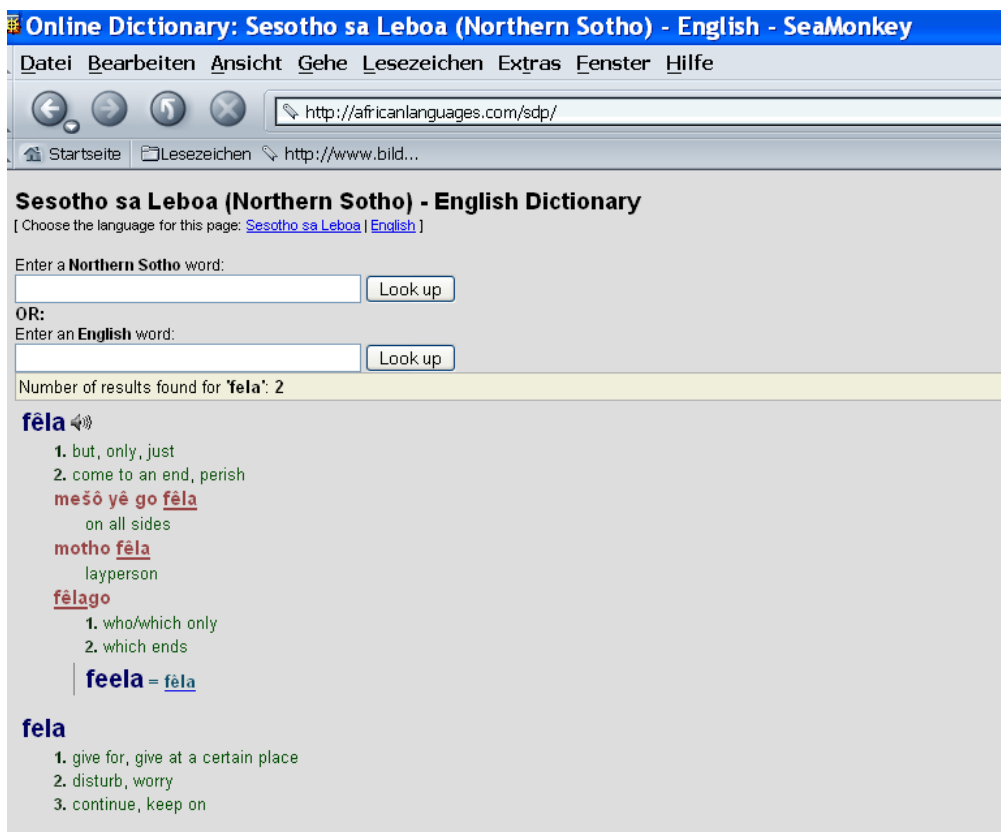 Online Dictionary: Sesotho sa Leboa (Northern Sotho) - English - SeaMonkey
Datei Bearbeiten Ansicht Gehe Lesezeichen Extras Fenster Hilfe
http://africanlanguages.com/sdp/
Startseite Lesezeichen http://www.bild...
Sesotho sa Leboa (Northern Sotho) - English Dictionary
[ Choose the language for this page: Sesotho sa Leboa | English ]
Enter a Northern Sotho word:
Look up
OR:
Enter an English word:
Look up
Number of results found for 'fela': 2
fêla
1. but, only, just
2. come to an end, perish
mešô yê go fêla
on all sides
motho fêla
layperson
fêlago
1. who/which only
2. which ends
feela = fêla
fela
1. give for, give at a certain place
2. disturb, worry
3. continue, keep on